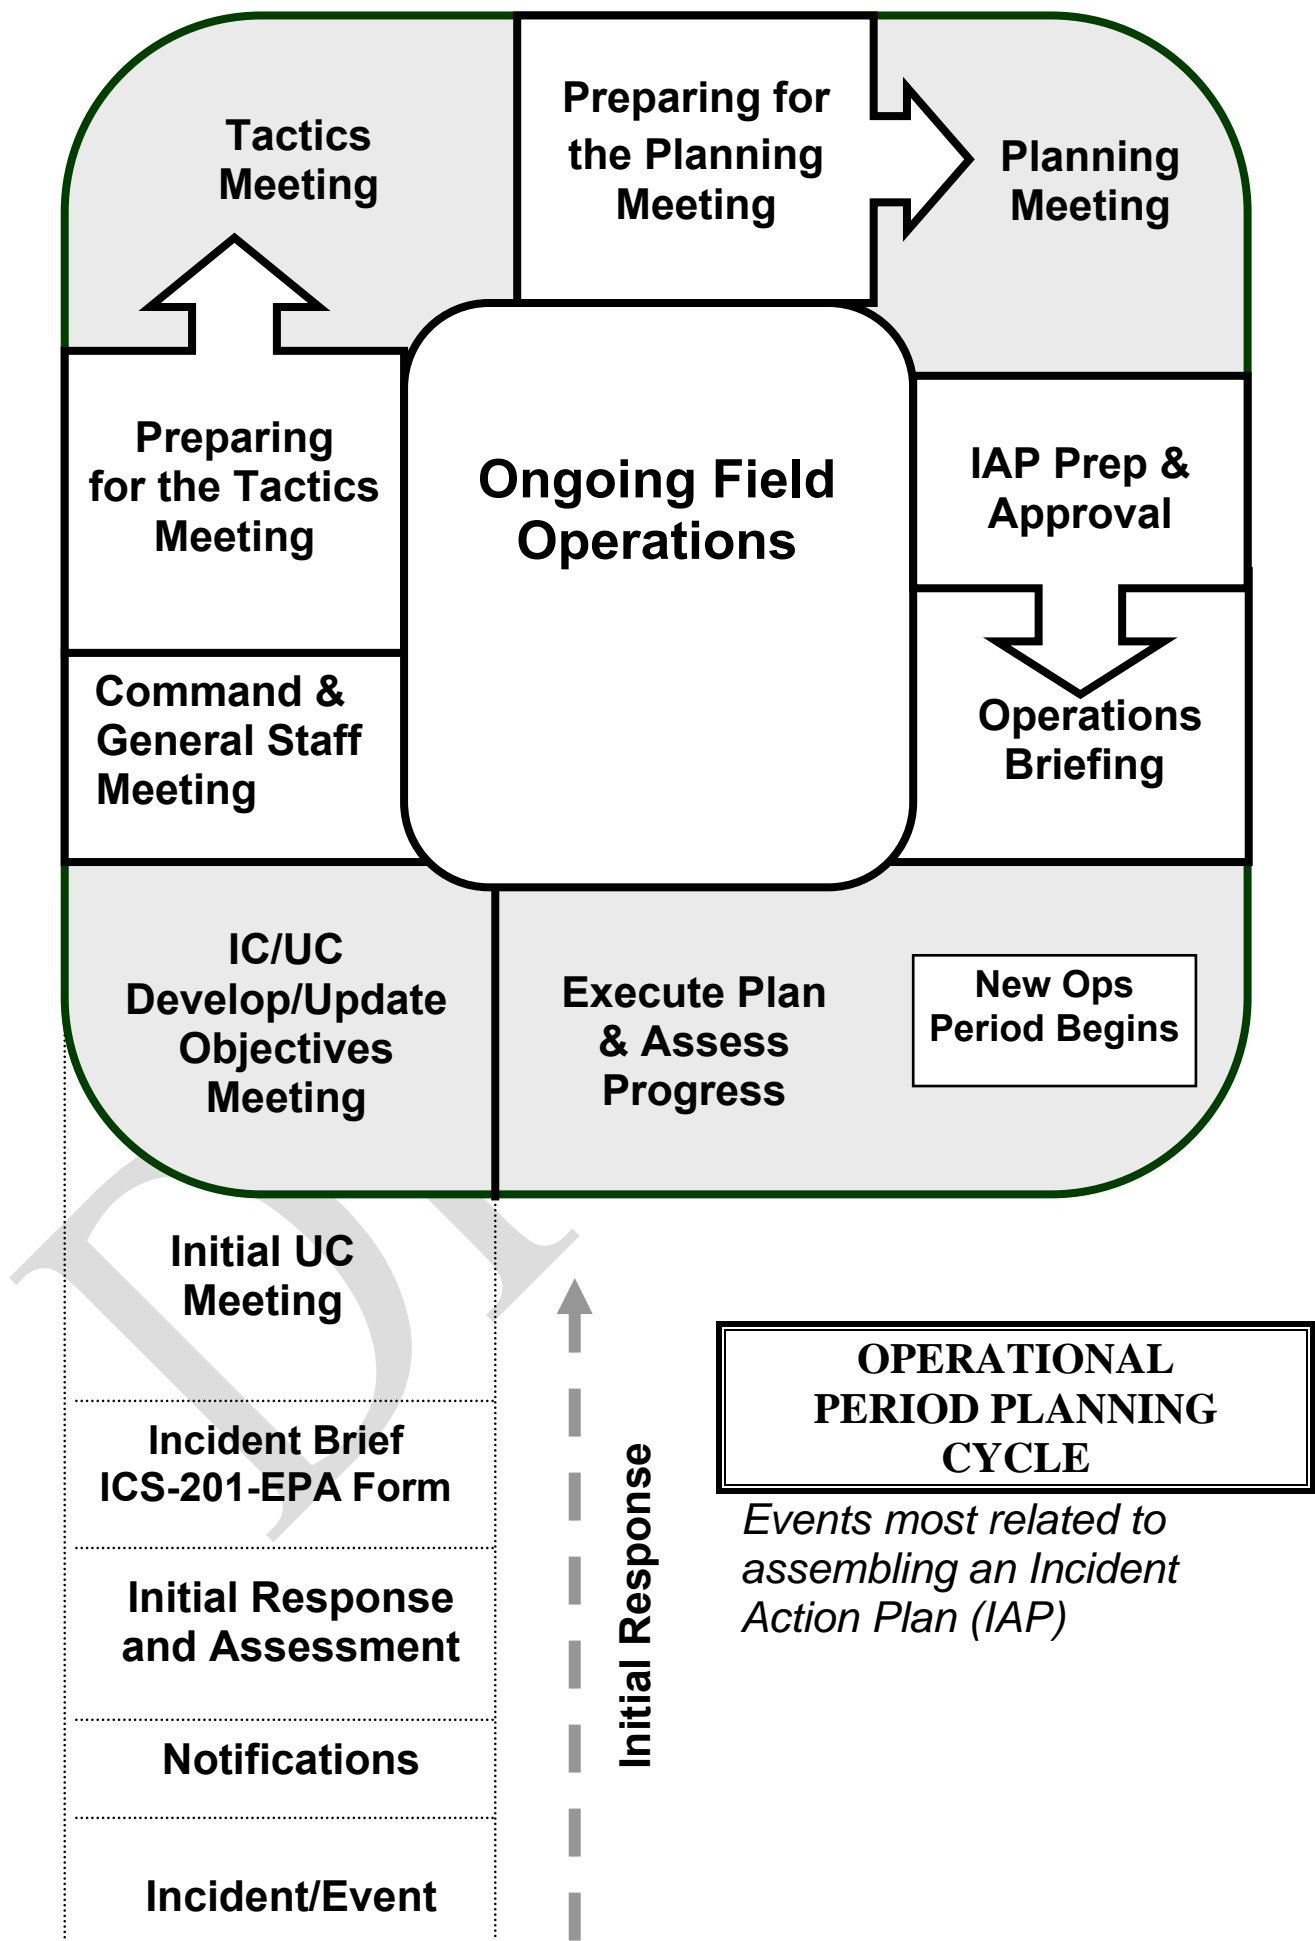 Tactics
Meeting
Preparing for
the Planning
Meeting
Planning
Meeting
Preparing
for the Tactics
Meeting
Ongoing Field
Operations
IAP Prep &
Approval
Command &
General Staff
Meeting
Operations
Briefing
IC/UC
Develop/Update
Objectives
Meeting
Execute Plan
& Assess
Progress
New Ops
Period Begins
Initial UC
Meeting
Incident Brief
ICS-201-EPA Form
Initial Response
and Assessment
Notifications
Incident/Event
Initial Response
OPERATIONAL
PERIOD PLANNING
CYCLE
Events most related to
assembling an Incident
Action Plan (IAP)